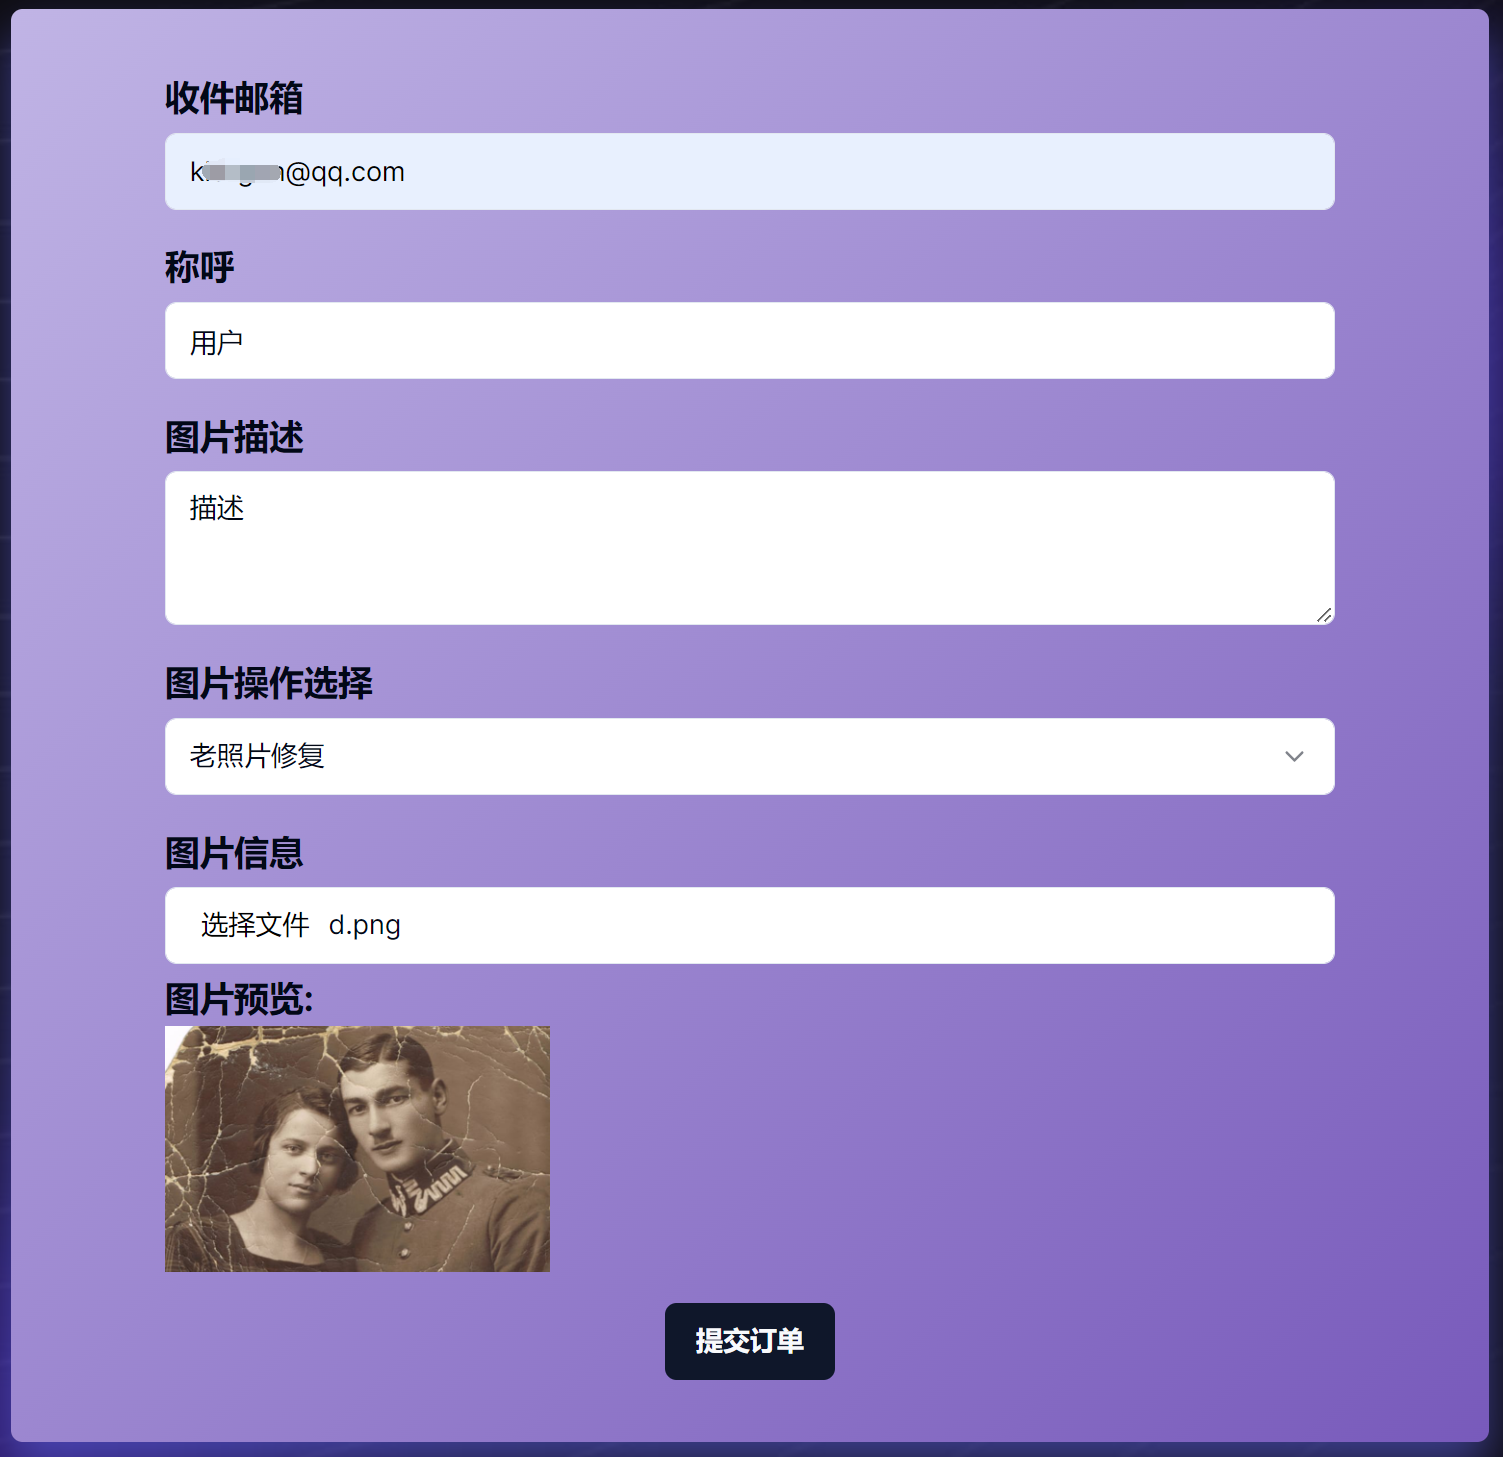 收件邮箱
@qq.com
称呼
用户
图片描述
描述
图片操作选择
老照片修复
图片信息
选择文件 d.png
图片预览:
提交订单